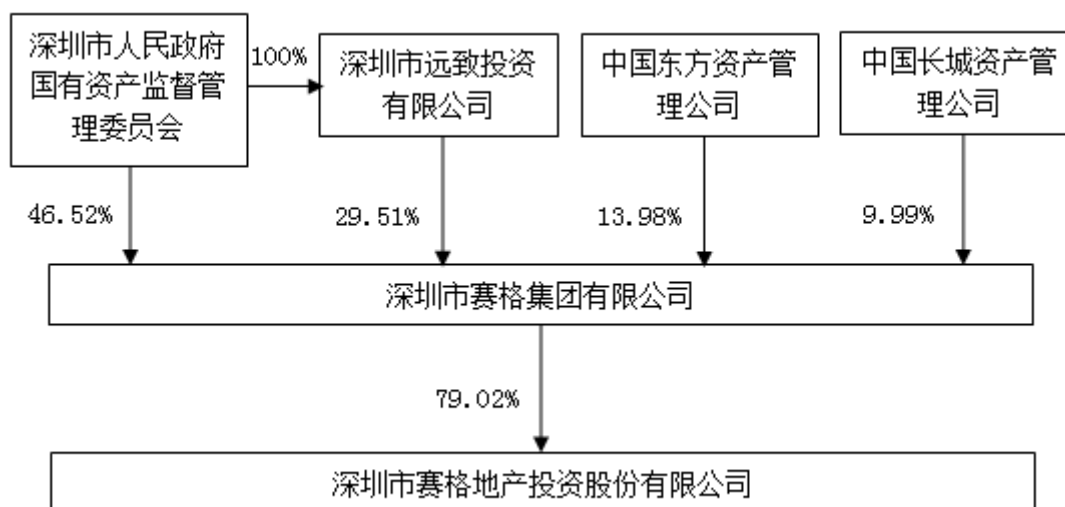 深圳市人民政府
国有资产监督管
理委员会
100%
深圳市远致投资
有限公司
中国东方资产管
理公司
中国长城资产管
理公司
46.52%
29.51%
13.98%
9.99%
深圳市赛格集团有限公司
79.02%
深圳市赛格地产投资股份有限公司